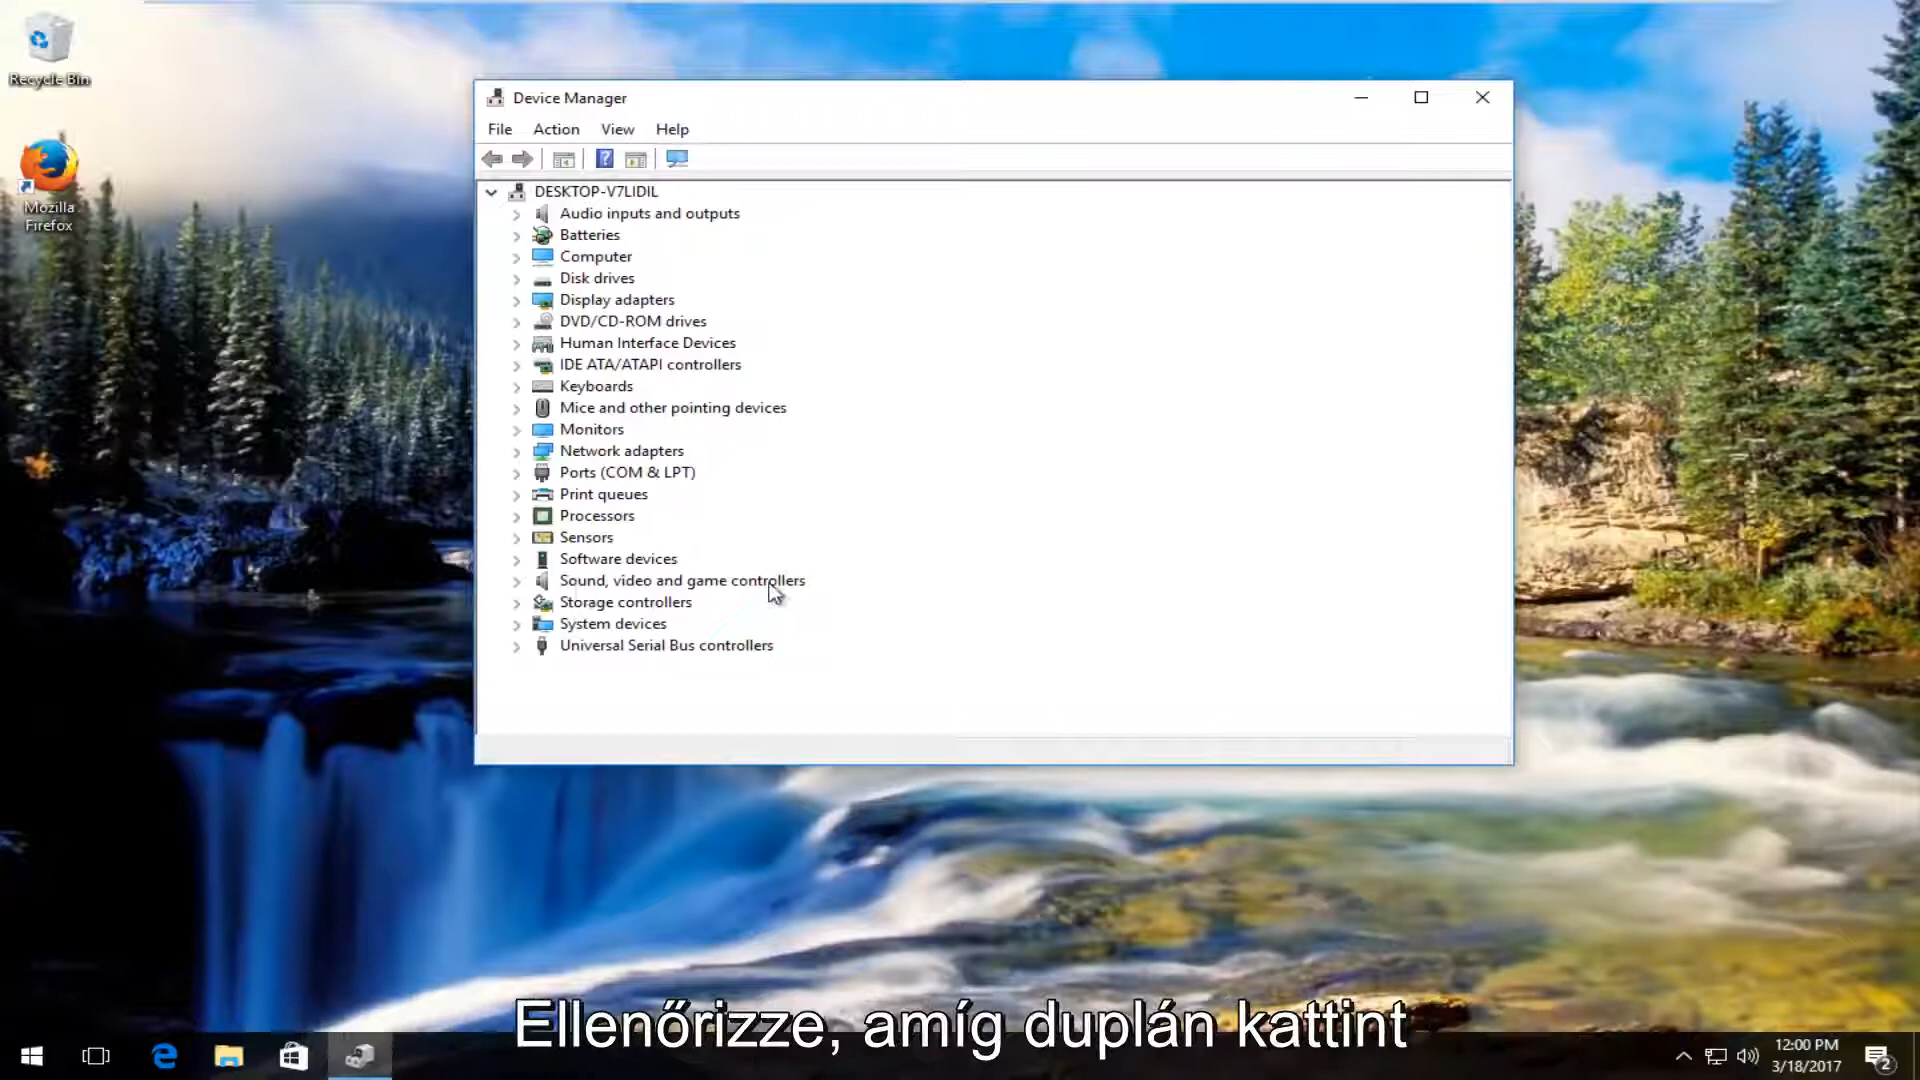 Recycle Bin
Mozilla
Firefox
Device Manager
File Action View Help
DESKTOP-V7LIDIL
Audio inputs and outputs
Batteries
Computer
Disk drives
Display adapters
DVD/CD-ROM drives
Human Interface Devices
IDE ATA/ATAPI controllers
Keyboards
Mice and other pointing devices
Monitors
Network adapters
Ports (COM & LPT)
Print queues
Processors
Sensors
Software devices
Sound, video and game controllers
Storage controllers
System devices
Universal Serial Bus controllers
Ellenőrizze, amíg duplán kattint
12:00 PM
3/18/2017
2